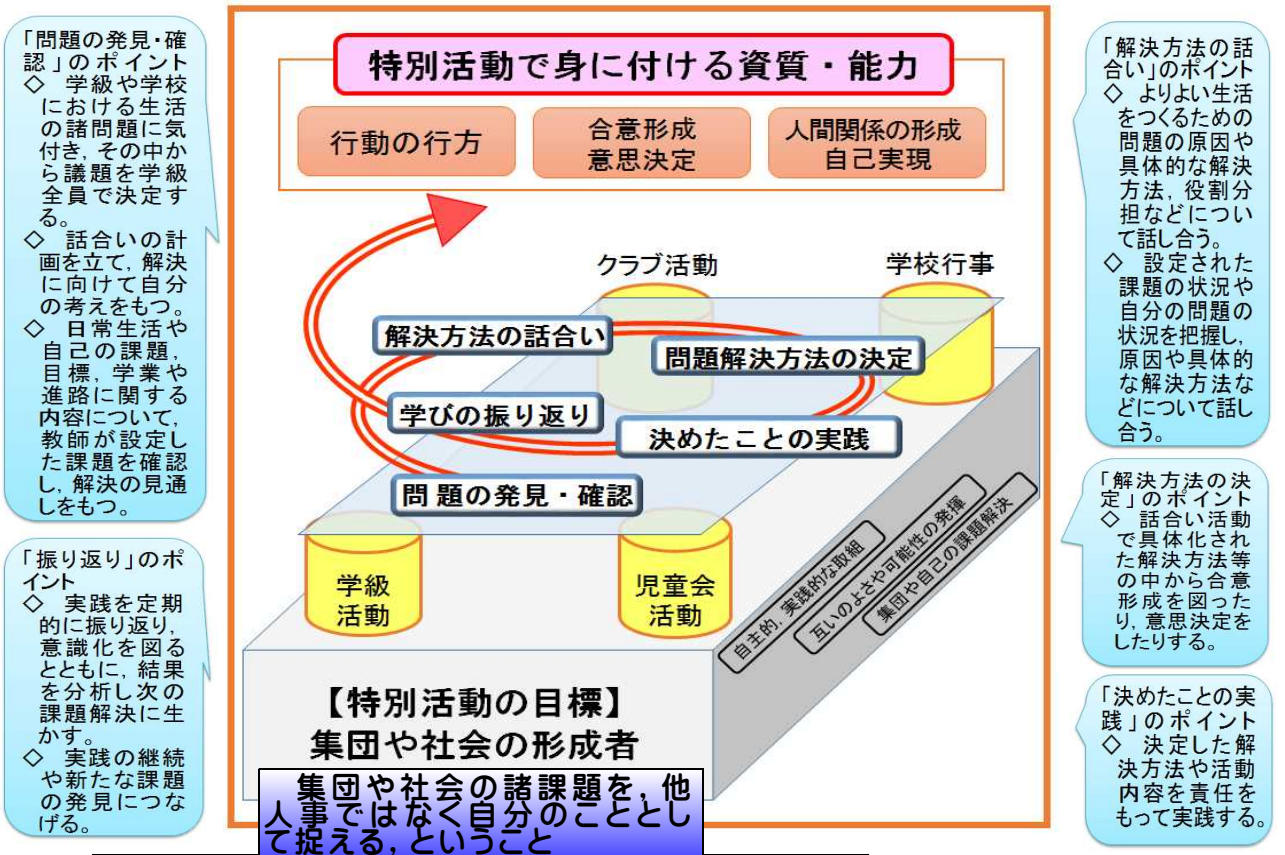 「問題の発見・確
認」のポイント
◇ 学級や学校
における生活
の諸問題に気
付き,その中か
ら議題を学級
全員で決定す
る。
◇ 話合いの計
画を立て,解決
に向けて自分
の考えをもつ。
◇ 日常生活や
自己の課題,
目標,学業や
進路に関する
内容について,
教師が設定し
た課題を確認
し,解決の見通
しをもつ。
「振り返り」のポ
イント
◇ 実践を定期
的に振り返り,
意識化を図る
とともに,結果
を分析し次の
課題解決に生
かす。
◇ 実践の継続
や新たな課題
の発見につな
げる。
特別活動で身に付ける資質・能力
行動の行方
合意形成
意思決定
人間関係の形成
自己実現
クラブ活動
学校行事
解決方法の話合い
問題解決方法の決定
学びの振り返り
決めたことの実践
問題の発見・確認
学級
活動
児童会
活動
自主的,実践的な取組
互いのよさや可能性の発揮
集団や自己の課題解決
【特別活動の目標】
集団や社会の形成者
集団や社会の諸課題を,他
人事ではなく自分のこととし
て捉える,ということ
「解決方法の話
合い」のポイント
◇ よりよい生活
をつくるための
問題の原因や
具体的な解決
方法,役割分
担などについ
て話し合う。
◇ 設定された
課題の状況や
自分の問題の
状況を把握し,
原因や具体的
な解決方法な
どについて話し
合う。
「解決方法の決
定」のポイント
◇ 話合い活動
で具体化され
た解決方法等
の中から合意
形成を図った
り,意思決定を
したりする。
「決めたことの実
践」のポイント
◇ 決定した解
決方法や活動
内容を責任を
もって実践する。